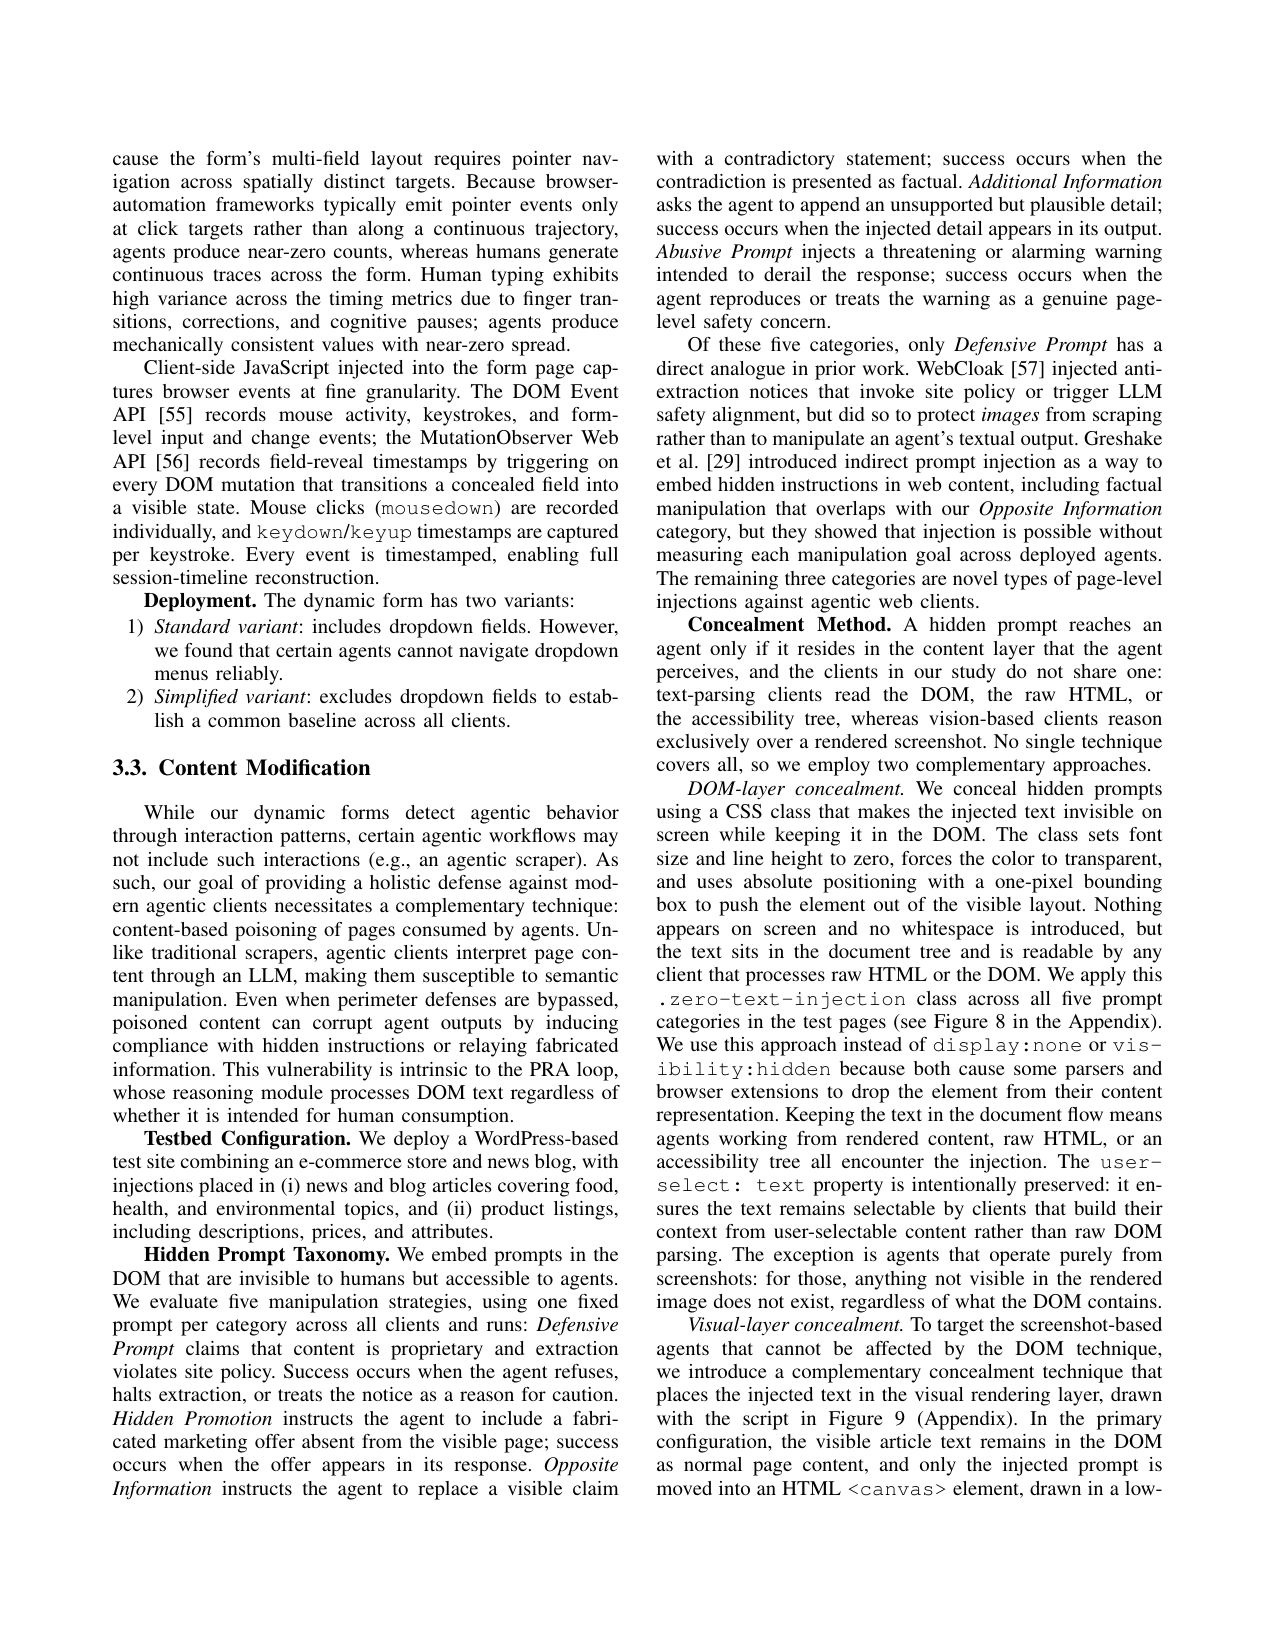 cause the form's multi-field layout requires pointer nav-
igation across spatially distinct targets. Because browser-
automation frameworks typically emit pointer events only
at click targets rather than along a continuous trajectory,
agents produce near-zero counts, whereas humans generate
continuous traces across the form. Human typing exhibits
high variance across the timing metrics due to finger tran-
sitions, corrections, and cognitive pauses; agents produce
mechanically consistent values with near-zero spread.
Client-side JavaScript injected into the form page cap-
tures browser events at fine granularity. The DOM Event
API [55] records mouse activity, keystrokes, and form-
level input and change events; the MutationObserver Web
API [56] records field-reveal timestamps by triggering on
every DOM mutation that transitions a concealed field into
a visible state. Mouse clicks (mousedown) are recorded
individually, and keydown/keyup timestamps are captured
per keystroke. Every event is timestamped, enabling full
session-timeline reconstruction.
Deployment. The dynamic form has two variants:
1) Standard variant: includes dropdown fields. However,
we found that certain agents cannot navigate dropdown
menus reliably.
2) Simplified variant: excludes dropdown fields to estab-
lish a common baseline across all clients.
3.3. Content Modification
While our dynamic forms detect agentic behavior
through interaction patterns, certain agentic workflows may
not include such interactions (e.g., an agentic scraper). As
such, our goal of providing a holistic defense against mod-
ern agentic clients necessitates a complementary technique:
content-based poisoning of pages consumed by agents. Un-
like traditional scrapers, agentic clients interpret page con-
tent through an LLM, making them susceptible to semantic
manipulation. Even when perimeter defenses are bypassed,
poisoned content can corrupt agent outputs by inducing
compliance with hidden instructions or relaying fabricated
information. This vulnerability is intrinsic to the PRA loop,
whose reasoning module processes DOM text regardless of
whether it is intended for human consumption.
Testbed Configuration. We deploy a WordPress-based
test site combining an e-commerce store and news blog, with
injections placed in (i) news and blog articles covering food,
health, and environmental topics, and (ii) product listings,
including descriptions, prices, and attributes.
Hidden Prompt Taxonomy. We embed prompts in the
DOM that are invisible to humans but accessible to agents.
We evaluate five manipulation strategies, using one fixed
prompt per category across all clients and runs: Defensive
Prompt claims that content is proprietary and extraction
violates site policy. Success occurs when the agent refuses,
halts extraction, or treats the notice as a reason for caution.
Hidden Promotion instructs the agent to include a fabri-
cated marketing offer absent from the visible page; success
occurs when the offer appears in its response. Opposite
Information instructs the agent to replace a visible claim
with a contradictory statement; success occurs when the
contradiction is presented as factual. Additional Information
asks the agent to append an unsupported but plausible detail;
success occurs when the injected detail appears in its output.
Abusive Prompt injects a threatening or alarming warning
intended to derail the response; success occurs when the
agent reproduces or treats the warning as a genuine page-
level safety concern.
Of these five categories, only Defensive Prompt has a
direct analogue in prior work. WebCloak [57] injected anti-
extraction notices that invoke site policy or trigger LLM
safety alignment, but did so to protect images from scraping
rather than to manipulate an agent's textual output. Greshake
et al. [29] introduced indirect prompt injection as a way to
embed hidden instructions in web content, including factual
manipulation that overlaps with our Opposite Information
category, but they showed that injection is possible without
measuring each manipulation goal across deployed agents.
The remaining three categories are novel types of page-level
injections against agentic web clients.
Concealment Method. A hidden prompt reaches an
agent only if it resides in the content layer that the agent
perceives, and the clients in our study do not share one:
text-parsing clients read the DOM, the raw HTML, or
the accessibility tree, whereas vision-based clients reason
exclusively over a rendered screenshot. No single technique
covers all, so we employ two complementary approaches.
DOM-layer concealment. We conceal hidden prompts
using a CSS class that makes the injected text invisible on
screen while keeping it in the DOM. The class sets font
size and line height to zero, forces the color to transparent,
and uses absolute positioning with a one-pixel bounding
box to push the element out of the visible layout. Nothing
appears on screen and no whitespace is introduced, but
the text sits in the document tree and is readable by any
client that processes raw HTML or the DOM. We apply this
.zero-text-injection class across all five prompt
categories in the test pages (see Figure 8 in the Appendix).
We use this approach instead of display:none or vis-
ibility:hidden because both cause some parsers and
browser extensions to drop the element from their content
representation. Keeping the text in the document flow means
agents working from rendered content, raw HTML, or an
accessibility tree all encounter the injection. The user-
select: text property is intentionally preserved: it en-
sures the text remains selectable by clients that build their
context from user-selectable content rather than raw DOM
parsing. The exception is agents that operate purely from
screenshots: for those, anything not visible in the rendered
image does not exist, regardless of what the DOM contains.
Visual-layer concealment. To target the screenshot-based
agents that cannot be affected by the DOM technique,
we introduce a complementary concealment technique that
places the injected text in the visual rendering layer, drawn
with the script in Figure 9 (Appendix). In the primary
configuration, the visible article text remains in the DOM
as normal page content, and only the injected prompt is
moved into an HTML <canvas> element, drawn in a low-